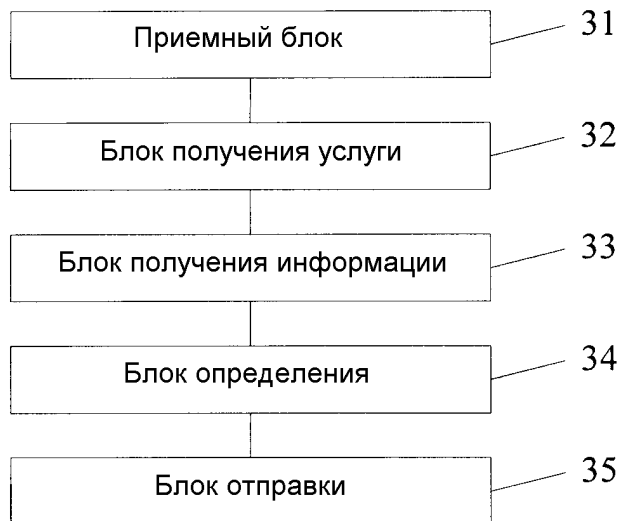 Приемный блок 31
Блок получения услуги 32
Блок получения информации 33
Блок определения 34
Блок отправки 35